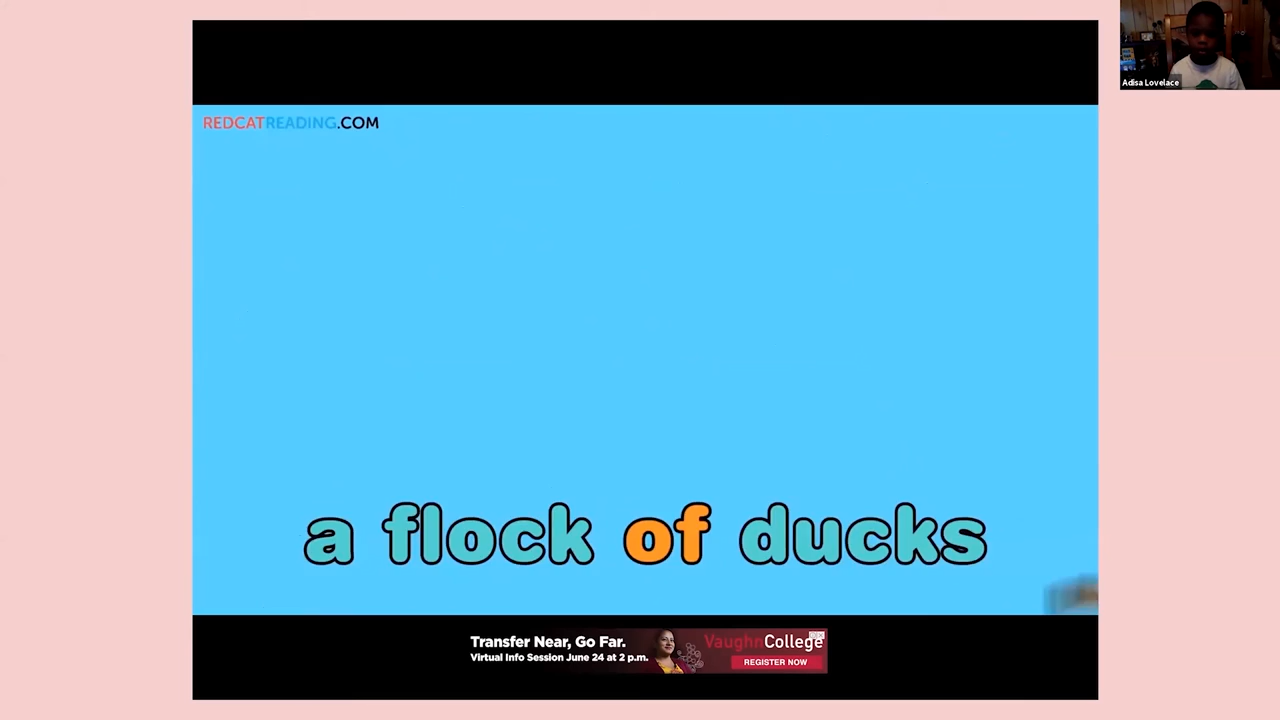 REDCATREADING.COM
Adisa Lovelace
a flock of ducks
Transfer Near, Go Far.
Virtual Info Session June 24 at 2 p.m.
VaughnCollege
REGISTER NOW